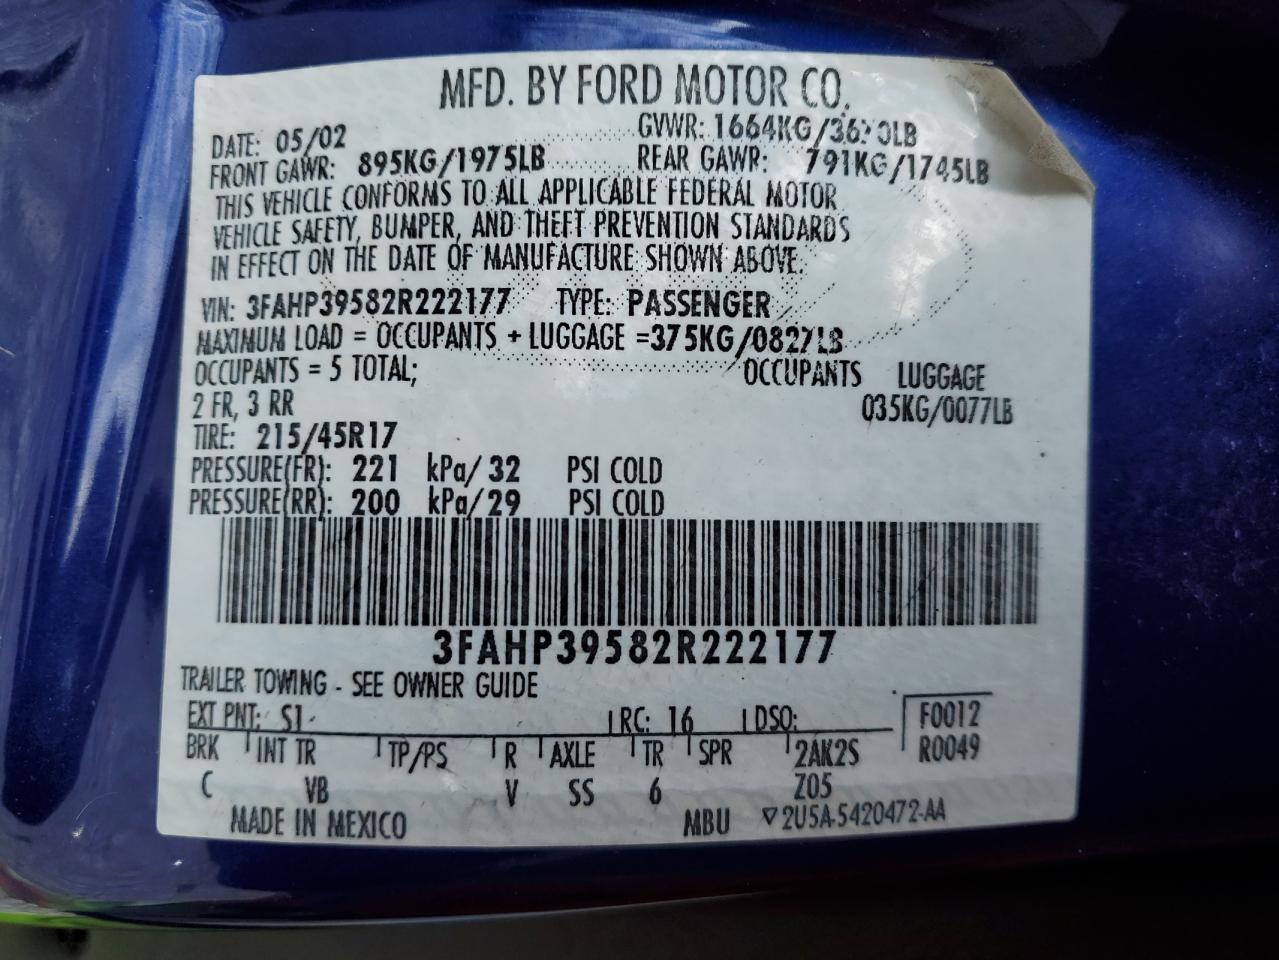 MFD. BY FORD MOTOR CO.
DATE: 05/02 GVWR: 1664KG/
FRONT GAWR: 895KG/1975LB REAR GAWR: 791KG/1745LB
THIS VEHICLE CONFORMS TO ALL APPLICABLE FEDERAL MOTOR
VEHICLE SAFETY, BUMPER, AND THEFT PREVENTION STANDARDS
IN EFFECT ON THE DATE OF MANUFACTURE SHOWN ABOVE.
VIN: 3FAHP39582R222177 TYPE: PASSENGER
MAXIMUM LOAD = OCCUPANTS + LUGGAGE =375KG/0827LB
OCCUPANTS = 5 TOTAL; OCCUPANTS LUGGAGE
2 FR, 3 RR 035KG/0077LB
TIRE: 215/45R17
PRESSURE(FR): 221 kPa/ 32 PSI COLD
PRESSURE(RR): 200 kPa/ 29 PSI COLD
3FAHP39582R222177
TRAILER TOWING - SEE OWNER GUIDE
EXT PNT: S1 RC: 16 DSO: F0012
BRK INT TR TP/PS R AXLE TR SPR 2AK2S R0049
C VB V SS 6 Z05
MADE IN MEXICO MBU ▽2U5A-5420472-AA